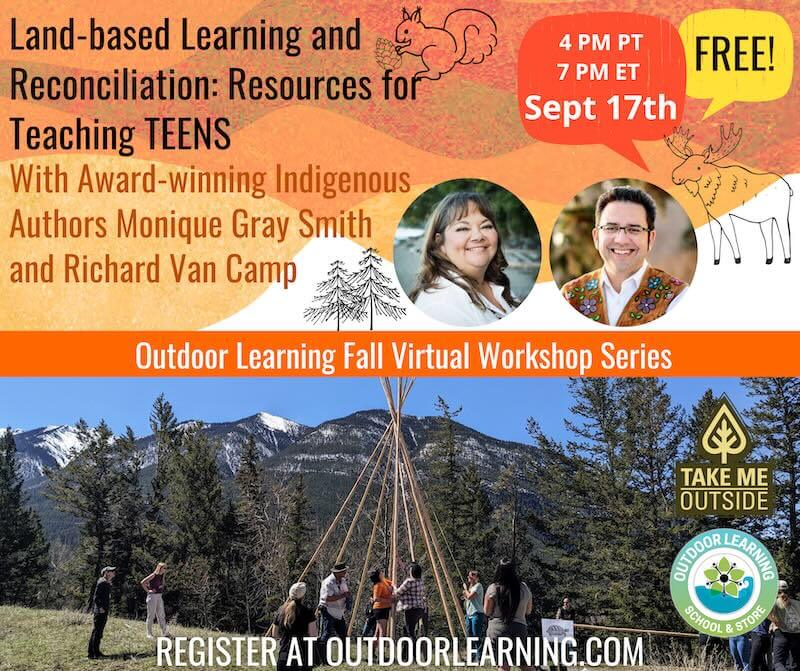 Land-based Learning and
Reconciliation: Resources for
Teaching TEENS
With Award-winning Indigenous
Authors Monique Gray Smith
and Richard Van Camp
4 PM PT
7 PM ET
Sept 17th
FREE!
Outdoor Learning Fall Virtual Workshop Series
TAKE ME
OUTSIDE
OUTDOOR LEARNING
SCHOOL & STORE
REGISTER AT OUTDOORLEARNING.COM